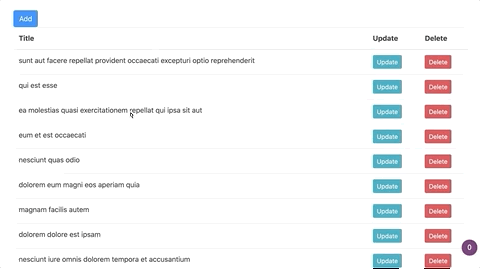 Add
Title Update Delete
sunt aut facere repellat provident occaecati excepturi optio reprehenderit Update Delete
qui est esse Update Delete
ea molestias quasi exercitationem repellat qui ipsa sit aut Update Delete
eum et est occaecati Update Delete
nesciunt quas odio Update Delete
dolorem eum magni eos aperiam quia Update Delete
magnam facilis autem Update Delete
dolorem dolore est ipsam Update Delete
nesciunt iure omnis dolorem tempora et accusantium Update Delete
0